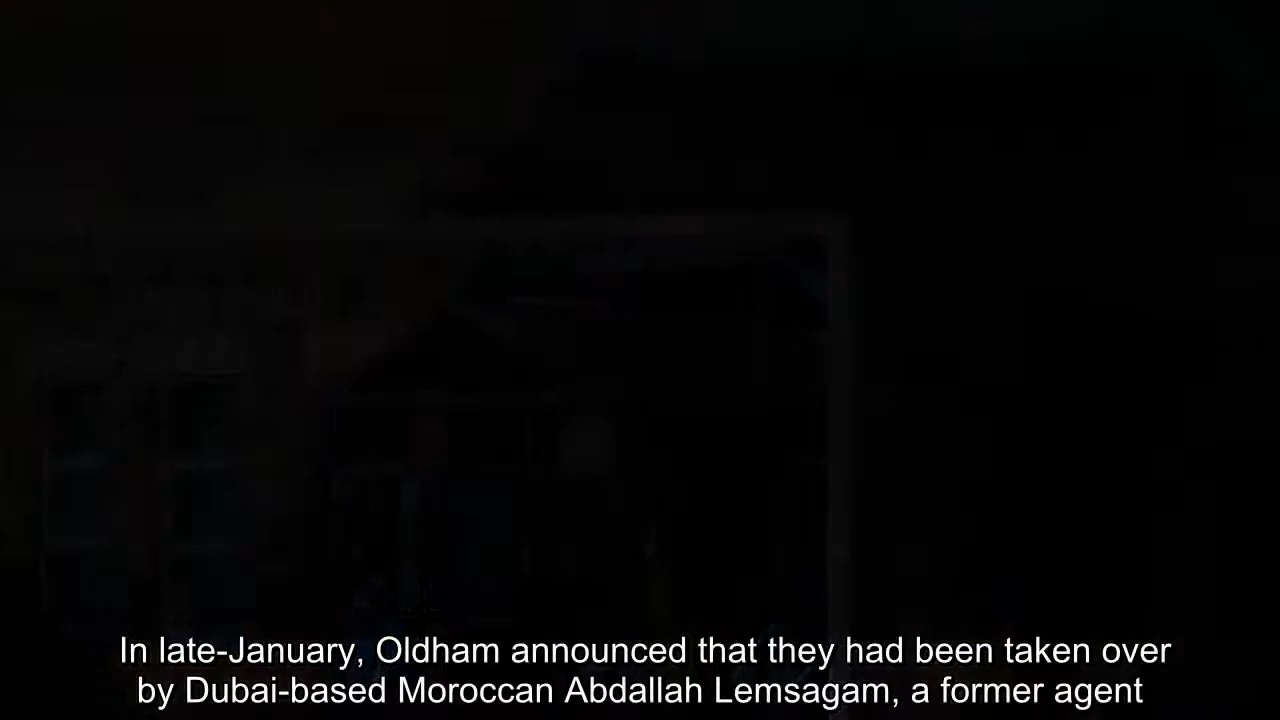 In late-January, Oldham announced that they had been taken over
by Dubai-based Moroccan Abdallah Lemsagam, a former agent